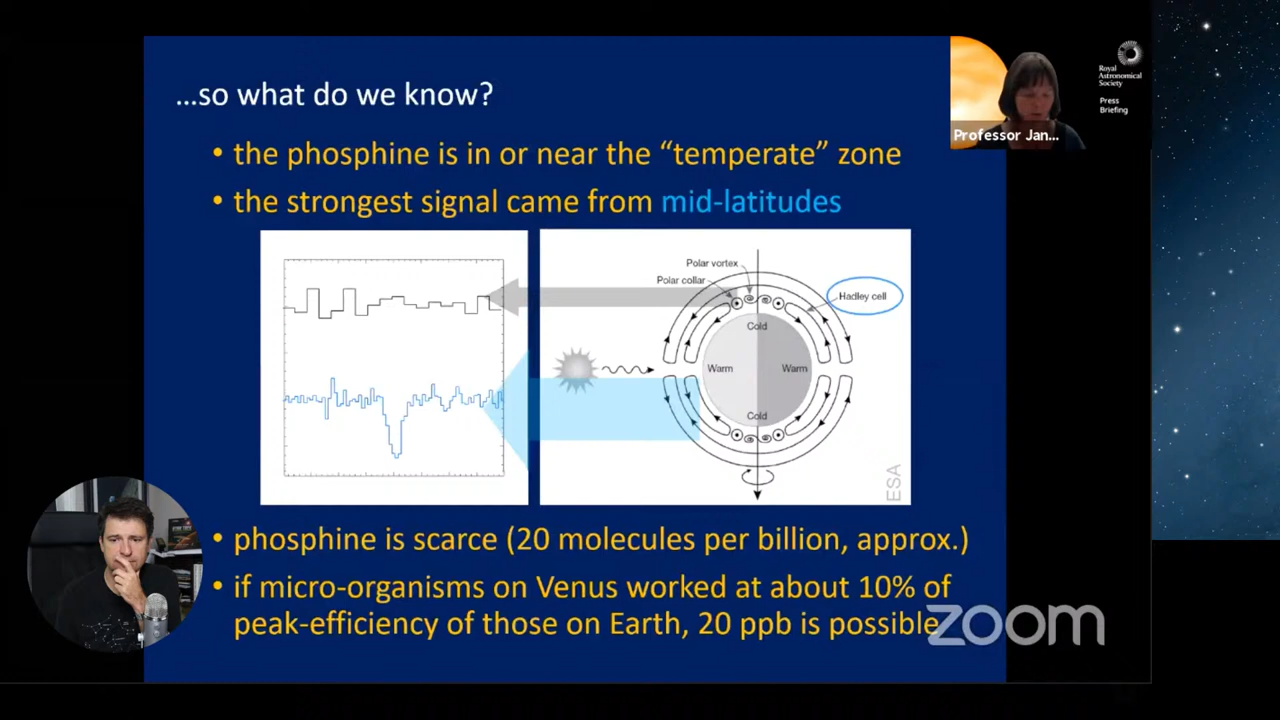 ...so what do we know?
• the phosphine is in or near the “temperate” zone
• the strongest signal came from mid-latitudes
Polar vortex
Polar collar
Hadley cell
Cold
Warm
Warm
Cold
ESA
• phosphine is scarce (20 molecules per billion, approx.)
• if micro-organisms on Venus worked at about 10% of
peak-efficiency of those on Earth, 20 ppb is possible
Professor Jan...
Royal
Astronomical
Society
Press
Briefing
zoom